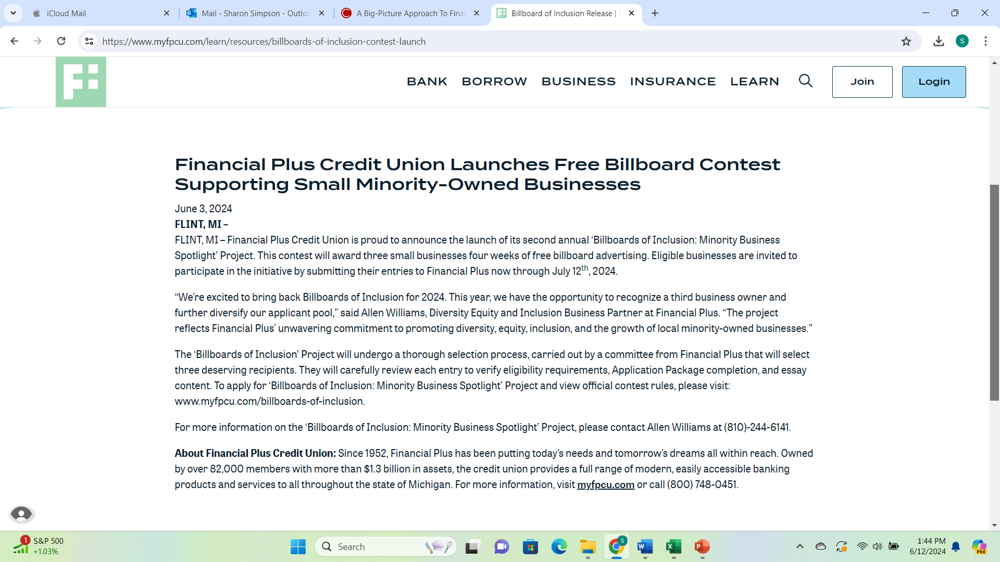 iCloud Mail
Mail - Sharon Simpson - Outloo
A Big-Picture Approach To Finan
Billboard of Inclusion Release |
https://www.myfpcu.com/learn/resources/billboards-of-inclusion-contest-launch
S
BANK BORROW BUSINESS INSURANCE LEARN Join Login
Financial Plus Credit Union Launches Free Billboard Contest
Supporting Small Minority-Owned Businesses
June 3, 2024
FLINT, MI –
FLINT, MI – Financial Plus Credit Union is proud to announce the launch of its second annual ‘Billboards of Inclusion: Minority Business
Spotlight’ Project. This contest will award three small businesses four weeks of free billboard advertising. Eligible businesses are invited to
participate in the initiative by submitting their entries to Financial Plus now through July 12th, 2024.
“We’re excited to bring back Billboards of Inclusion for 2024. This year, we have the opportunity to recognize a third business owner and
further diversify our applicant pool,” said Allen Williams, Diversity Equity and Inclusion Business Partner at Financial Plus. “The project
reflects Financial Plus’ unwavering commitment to promoting diversity, equity, inclusion, and the growth of local minority-owned businesses.”
The ‘Billboards of Inclusion’ Project will undergo a thorough selection process, carried out by a committee from Financial Plus that will select
three deserving recipients. They will carefully review each entry to verify eligibility requirements, Application Package completion, and essay
content. To apply for ‘Billboards of Inclusion: Minority Business Spotlight’ Project and view official contest rules, please visit:
www.myfpcu.com/billboards-of-inclusion.
For more information on the ‘Billboards of Inclusion: Minority Business Spotlight’ Project, please contact Allen Williams at (810)-244-6141.
About Financial Plus Credit Union: Since 1952, Financial Plus has been putting today’s needs and tomorrow’s dreams all within reach. Owned
by over 82,000 members with more than $1.3 billion in assets, the credit union provides a full range of modern, easily accessible banking
products and services to all throughout the state of Michigan. For more information, visit myfpcu.com or call (800) 748-0451.
1
S&P 500
+1.03%
Search
S
W
X
P
1:44 PM
6/12/2024
PRE